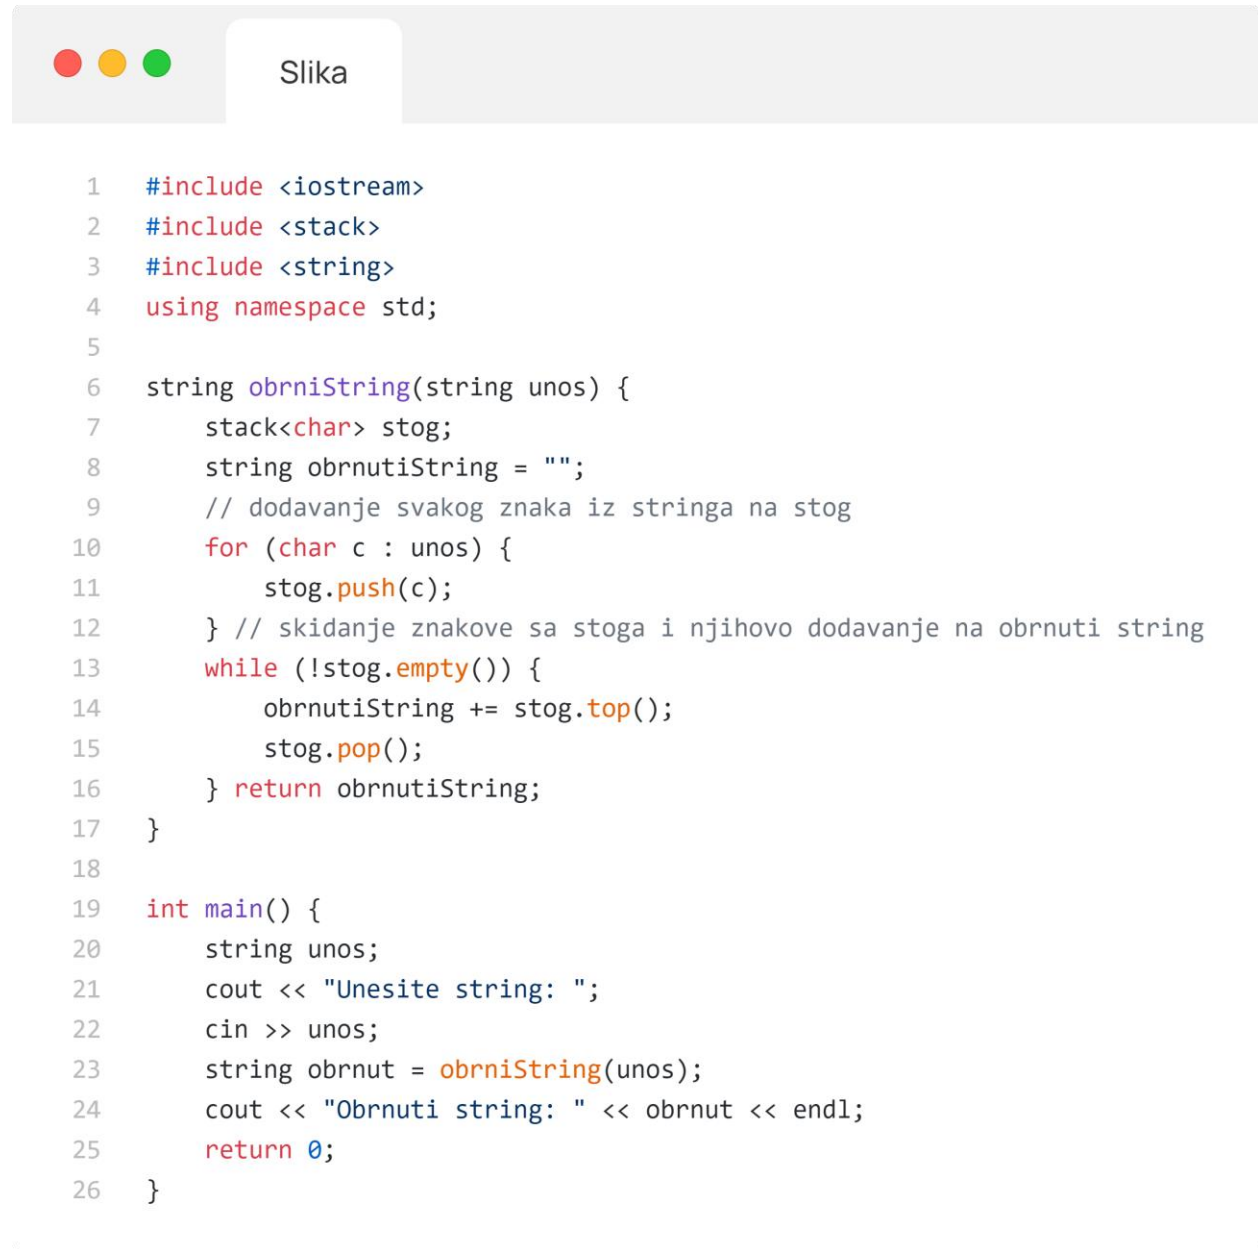 Slika
1 #include <iostream>
2 #include <stack>
3 #include <string>
4 using namespace std;
5
6 string obrniString(string unos) {
7     stack<char> stog;
8     string obrnutiString = "";
9     // dodavanje svakog znaka iz stringa na stog
10     for (char c : unos) {
11         stog.push(c);
12     } // skidanje znakove sa stoga i njihovo dodavanje na obrnuti string
13     while (!stog.empty()) {
14         obrnutiString += stog.top();
15         stog.pop();
16     } return obrnutiString;
17 }
18
19 int main() {
20     string unos;
21     cout << "Unesite string: ";
22     cin >> unos;
23     string obrnut = obrniString(unos);
24     cout << "Obrnuti string: " << obrnut << endl;
25     return 0;
26 }